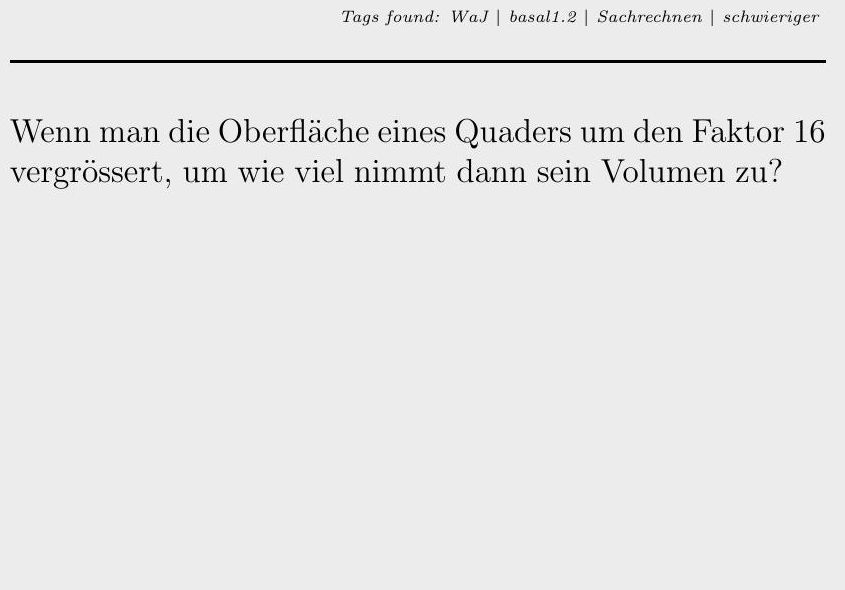 Tags found: WaJ | basal1.2 | Sachrechnen | schwieriger
Wenn man die Oberfläche eines Quaders um den Faktor 16
vergrössert, um wie viel nimmt dann sein Volumen zu?